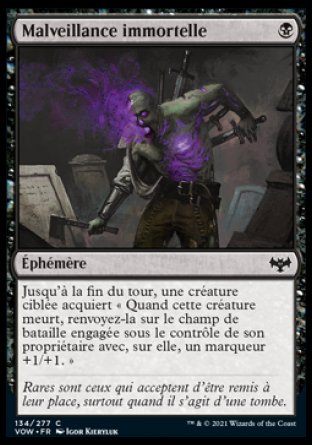 Malveillance immortelle
Éphémère
Jusqu'à la fin du tour, une créature
ciblée acquiert « Quand cette créature
meurt, renvoyez-la sur le champ de
bataille engagée sous le contrôle de son
propriétaire avec, sur elle, un marqueur
+1/+1. »
Rares sont ceux qui acceptent d'être remis à
leur place, surtout quand il s'agit d'une tombe.
134/277 C
VOW • FR Igor Kieryluk
™ & © 2021 Wizards of the Coast